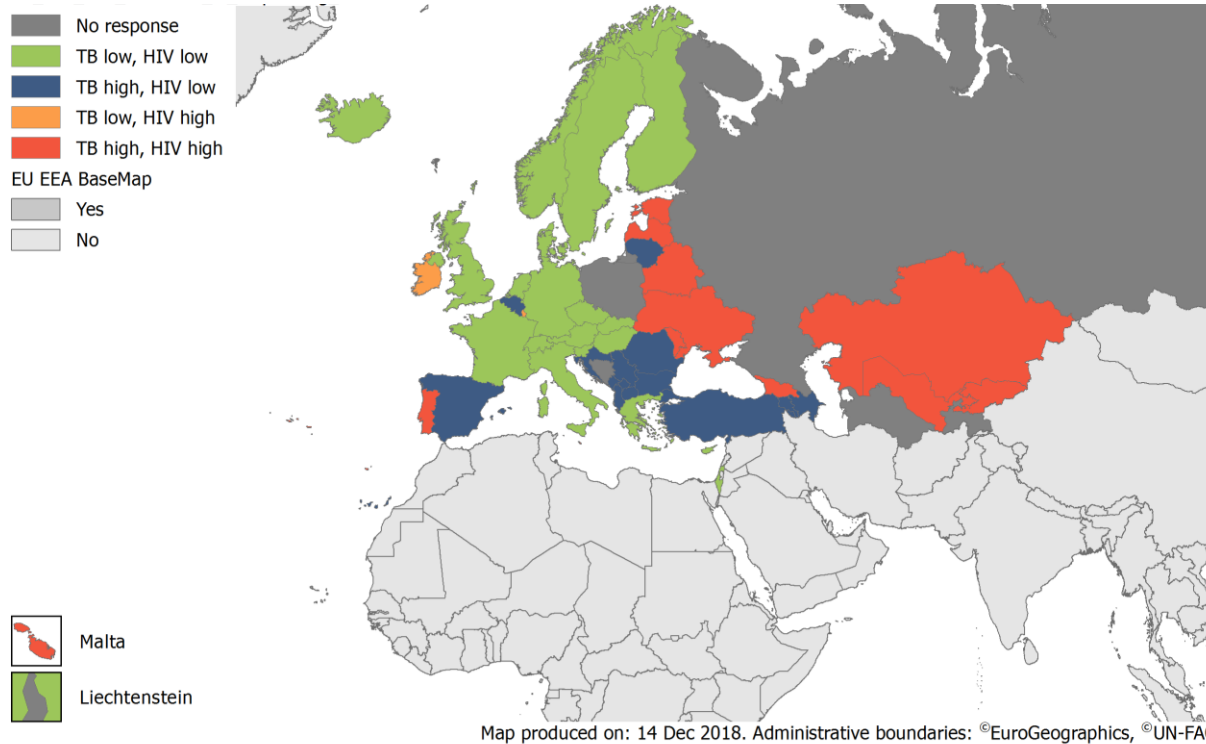 No response
TB low, HIV low
TB high, HIV low
TB low, HIV high
TB high, HIV high
EU EEA BaseMap
Yes
No
Malta
Liechtenstein
Map produced on: 14 Dec 2018. Administrative boundaries: ©EuroGeographics, ©UN-FA